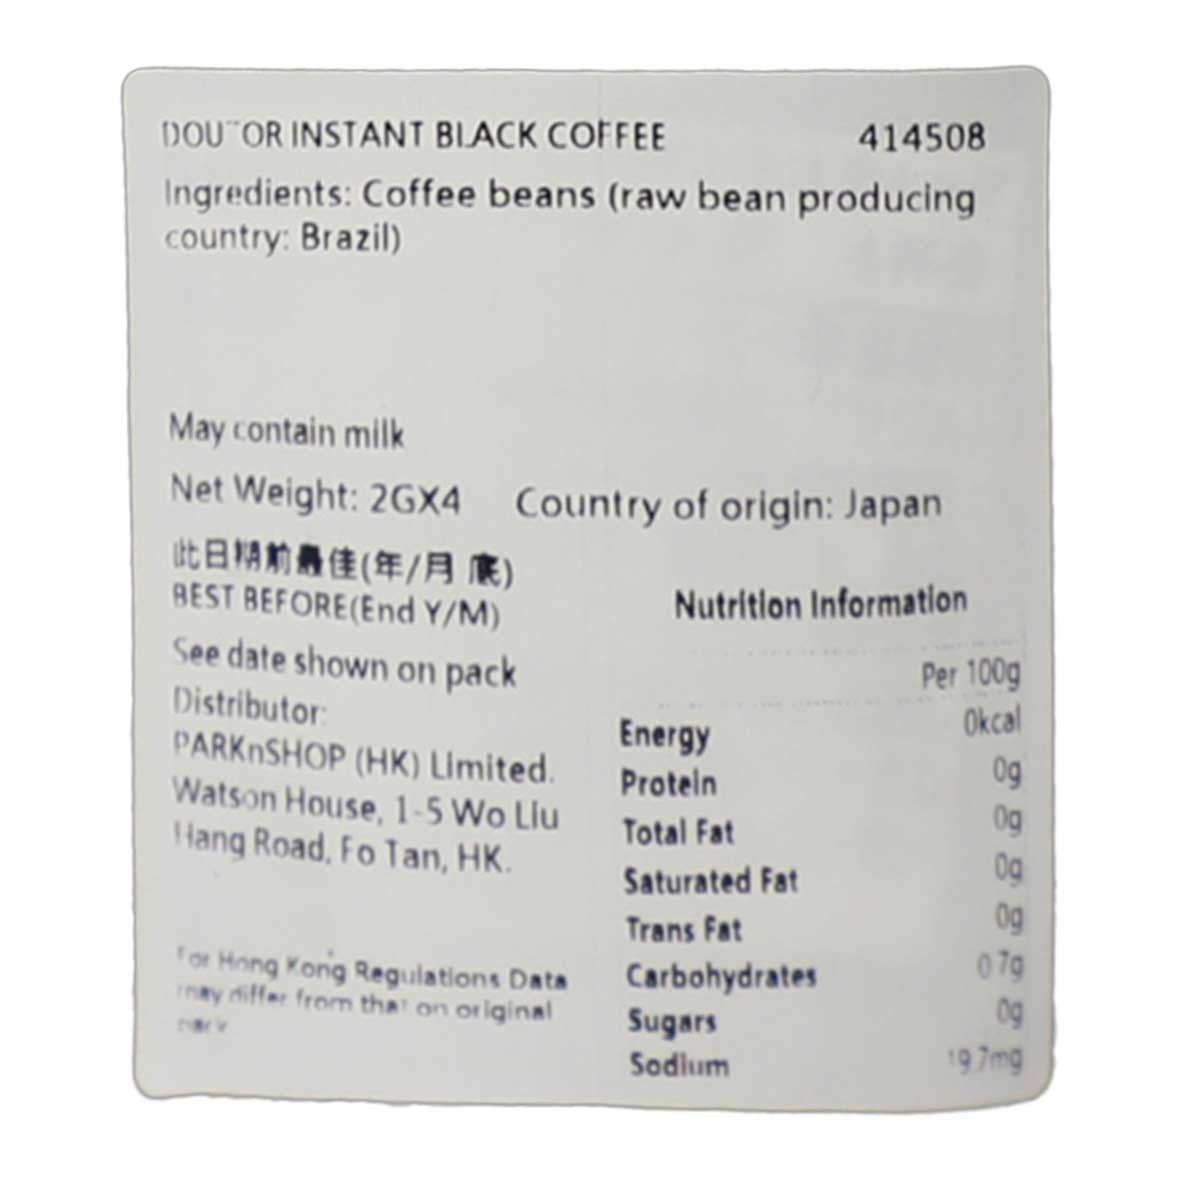 DOUTOR INSTANT BLACK COFFEE 414508
Ingredients: Coffee beans (raw bean producing
country: Brazil)
May contain milk
Net Weight: 2GX4 Country of origin: Japan
此日期前最佳(年/月 底)
BEST BEFORE(End Y/M)
See date shown on pack
Distributor:
PARKnSHOP (HK) Limited.
Watson House, 1-5 Wo Liu
Hang Road, Fo Tan, HK.
For Hong Kong Regulations Data
may differ from that on original
pack
Nutrition Information
Per 100g
Energy 0kcal
Protein 0g
Total Fat 0g
Saturated Fat 0g
Trans Fat 0g
Carbohydrates 0.7g
Sugars 0g
Sodium 19.7mg